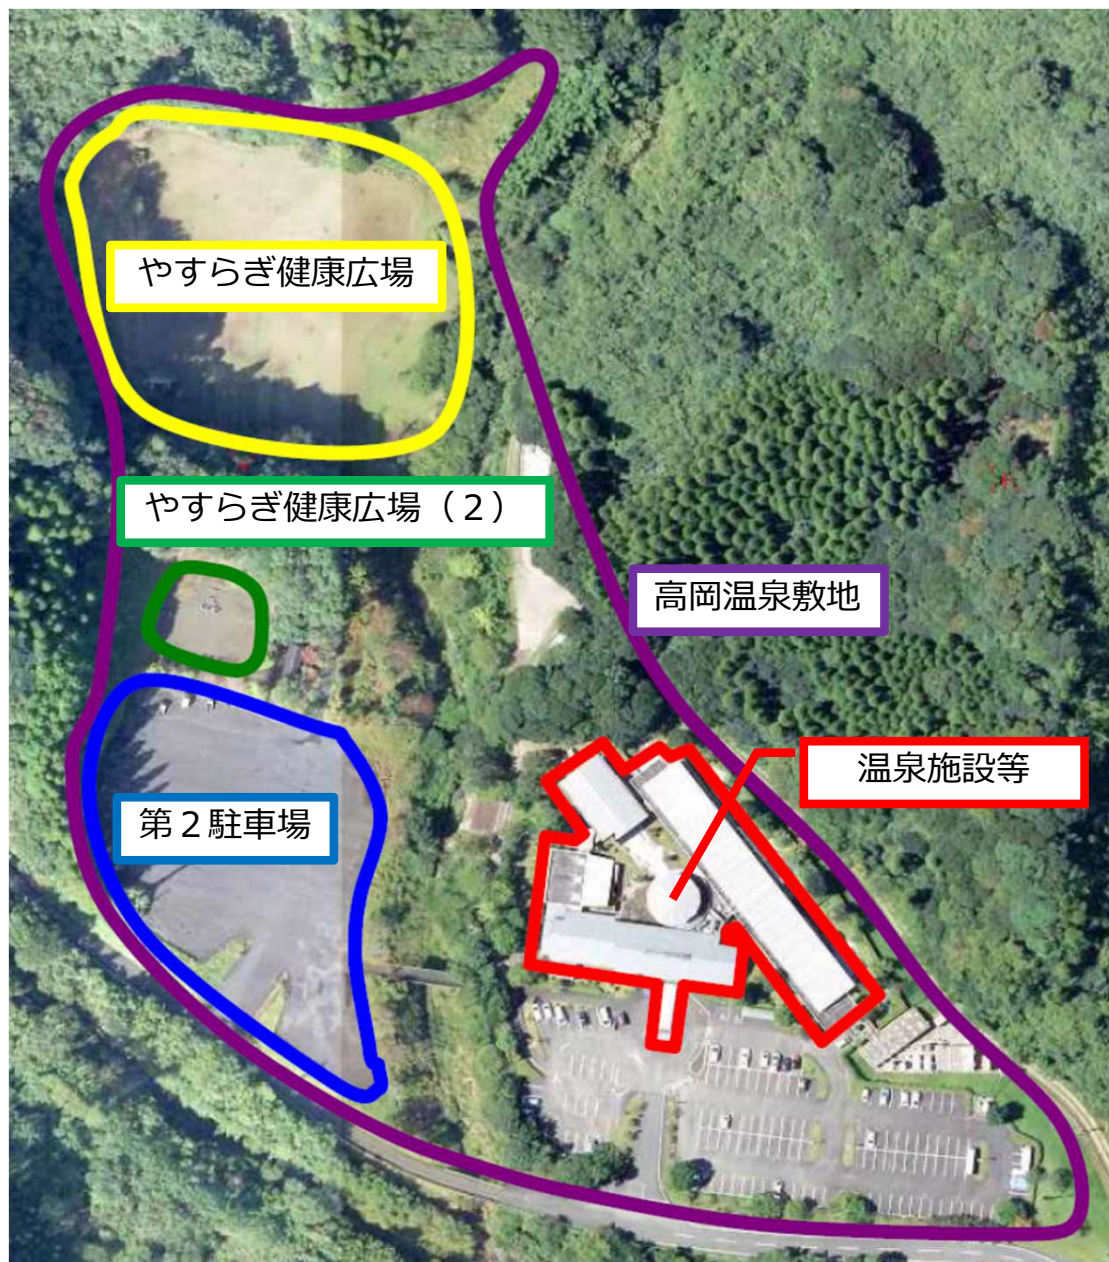 やすらぎ健康広場
やすらぎ健康広場（２）
高岡温泉敷地
温泉施設等
第２駐車場